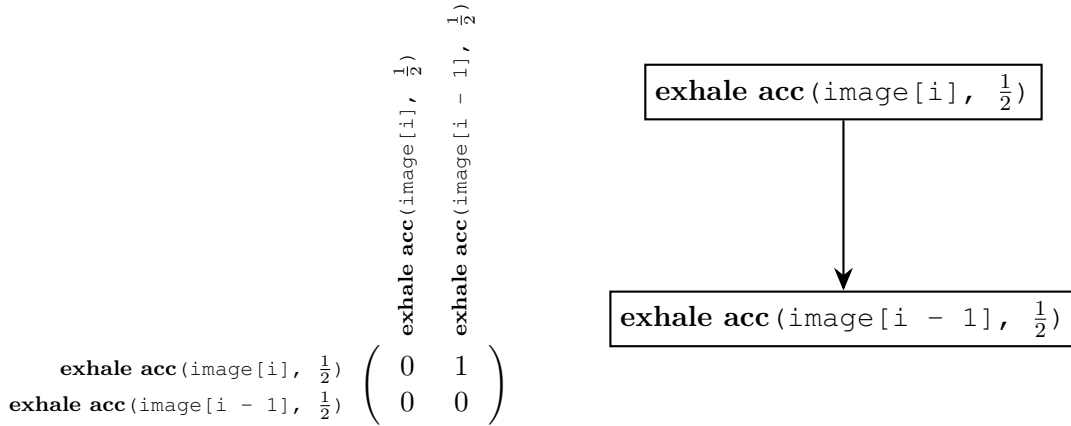 exhale acc(image[i], 1/2)
exhale acc(image[i - 1], 1/2)
exhale acc(image[i], 1/2) 0 1
exhale acc(image[i - 1], 1/2) 0 0
exhale acc(image[i], 1/2)
exhale acc(image[i - 1], 1/2)